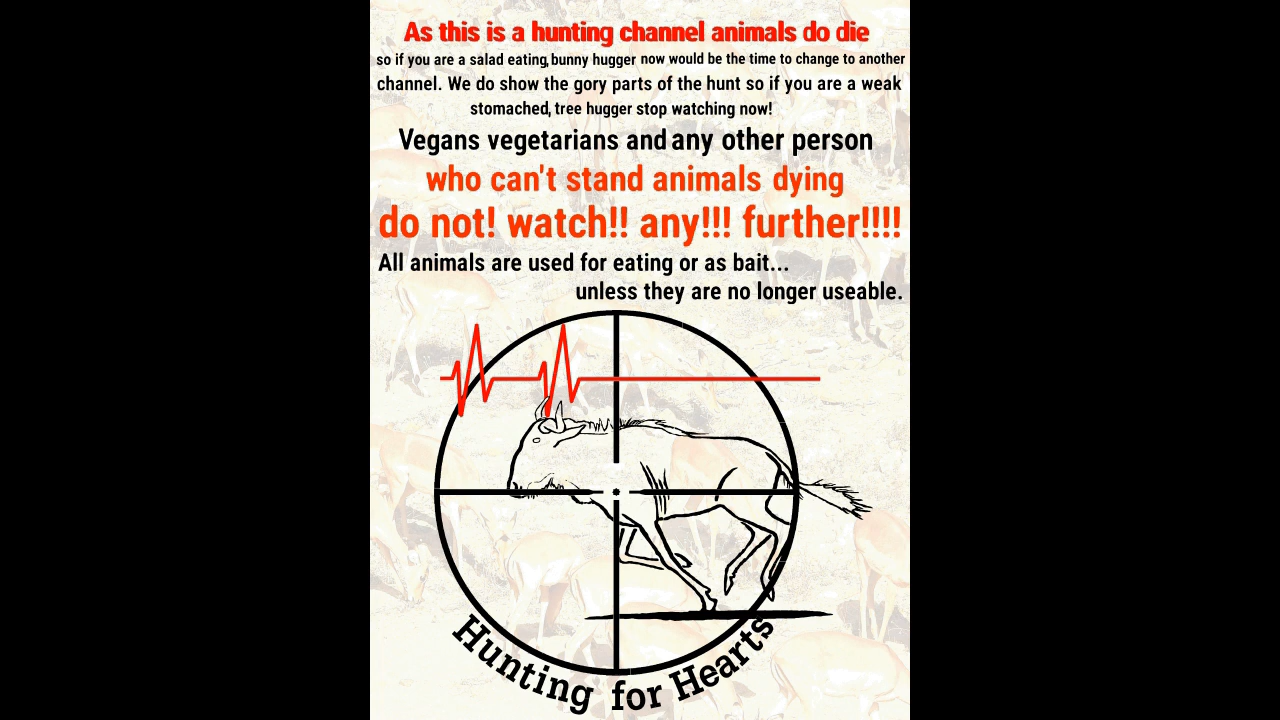 As this is a hunting channel animals do die
so if you are a salad eating, bunny hugger now would be the time to change to another
channel. We do show the gory parts of the hunt so if you are a weak
stomached, tree hugger stop watching now!
Vegans vegetarians and any other person
who can't stand animals dying
do not! watch!! any!!! further!!!!
All animals are used for eating or as bait...
unless they are no longer useable.
Hunting for Hearts